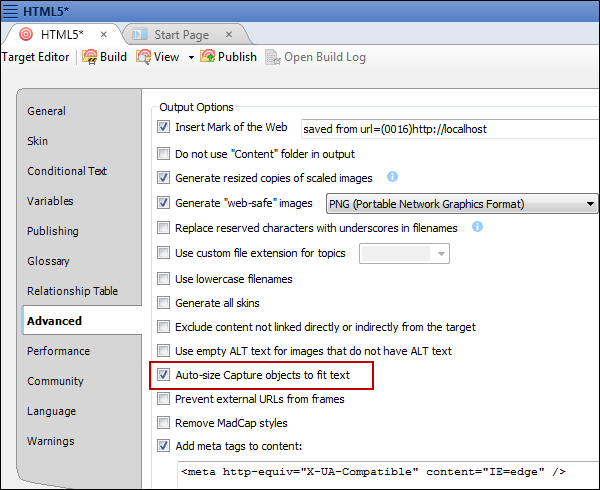 HTML5*
HTML5* Start Page
Target Editor Build View Publish Open Build Log
General
Skin
Conditional Text
Variables
Publishing
Glossary
Relationship Table
Advanced
Performance
Community
Language
Warnings
Output Options
Insert Mark of the Web saved from url=(0016)http://localhost
Do not use "Content" folder in output
Generate resized copies of scaled images
Generate "web-safe" images PNG (Portable Network Graphics Format)
Replace reserved characters with underscores in filenames
Use custom file extension for topics
Use lowercase filenames
Generate all skins
Exclude content not linked directly or indirectly from the target
Use empty ALT text for images that do not have ALT text
Auto-size Capture objects to fit text
Prevent external URLs from frames
Remove MadCap styles
Add meta tags to content:
<meta http-equiv="X-UA-Compatible" content="IE=edge" />